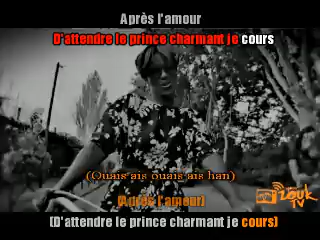 Après l'amour
D'attendre le prince charmant je cours
(Ouais ais ouais ais han)
(Après l'amour)
ZOUK
TV
(D'attendre le prince charmant je cours)